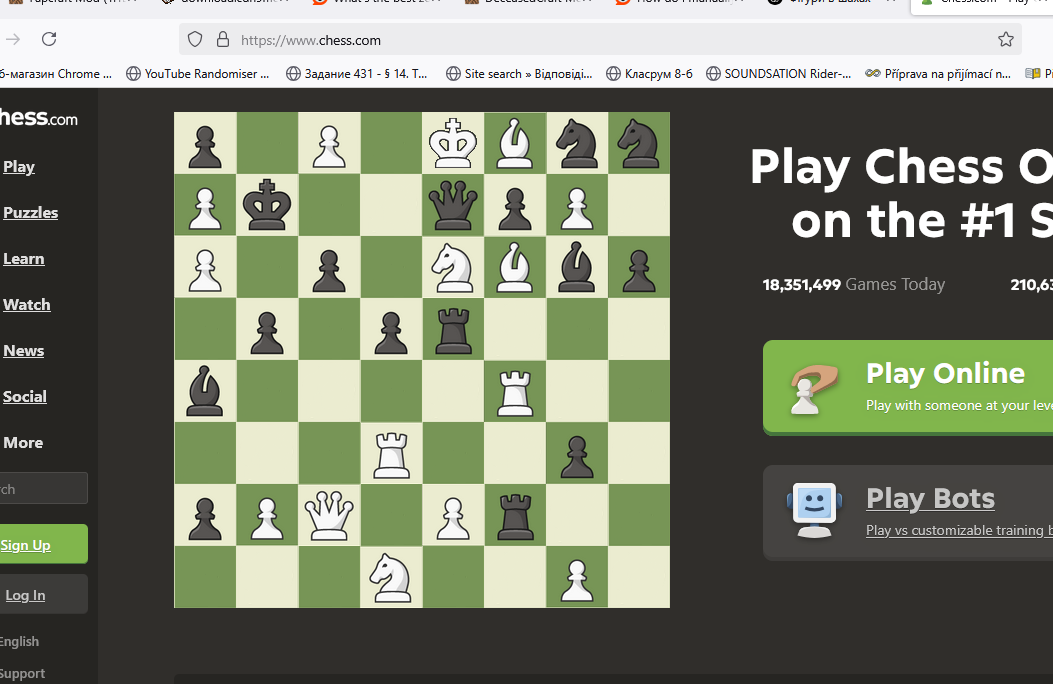 https://www.chess.com
б-магазин Chrome ...
YouTube Randomiser ...
Задание 431 - § 14. Т...
Site search » Відповіді...
Класрум 8-б
SOUNDSATION Rider-...
Příprava na přijímací n...
hess.com
Play
Puzzles
Learn
Watch
News
Social
More
rch
Sign Up
Log In
English
Support
Play Chess O
on the #1 S
18,351,499 Games Today
210,63
Play Online
Play with someone at your leve
Play Bots
Play vs customizable training b